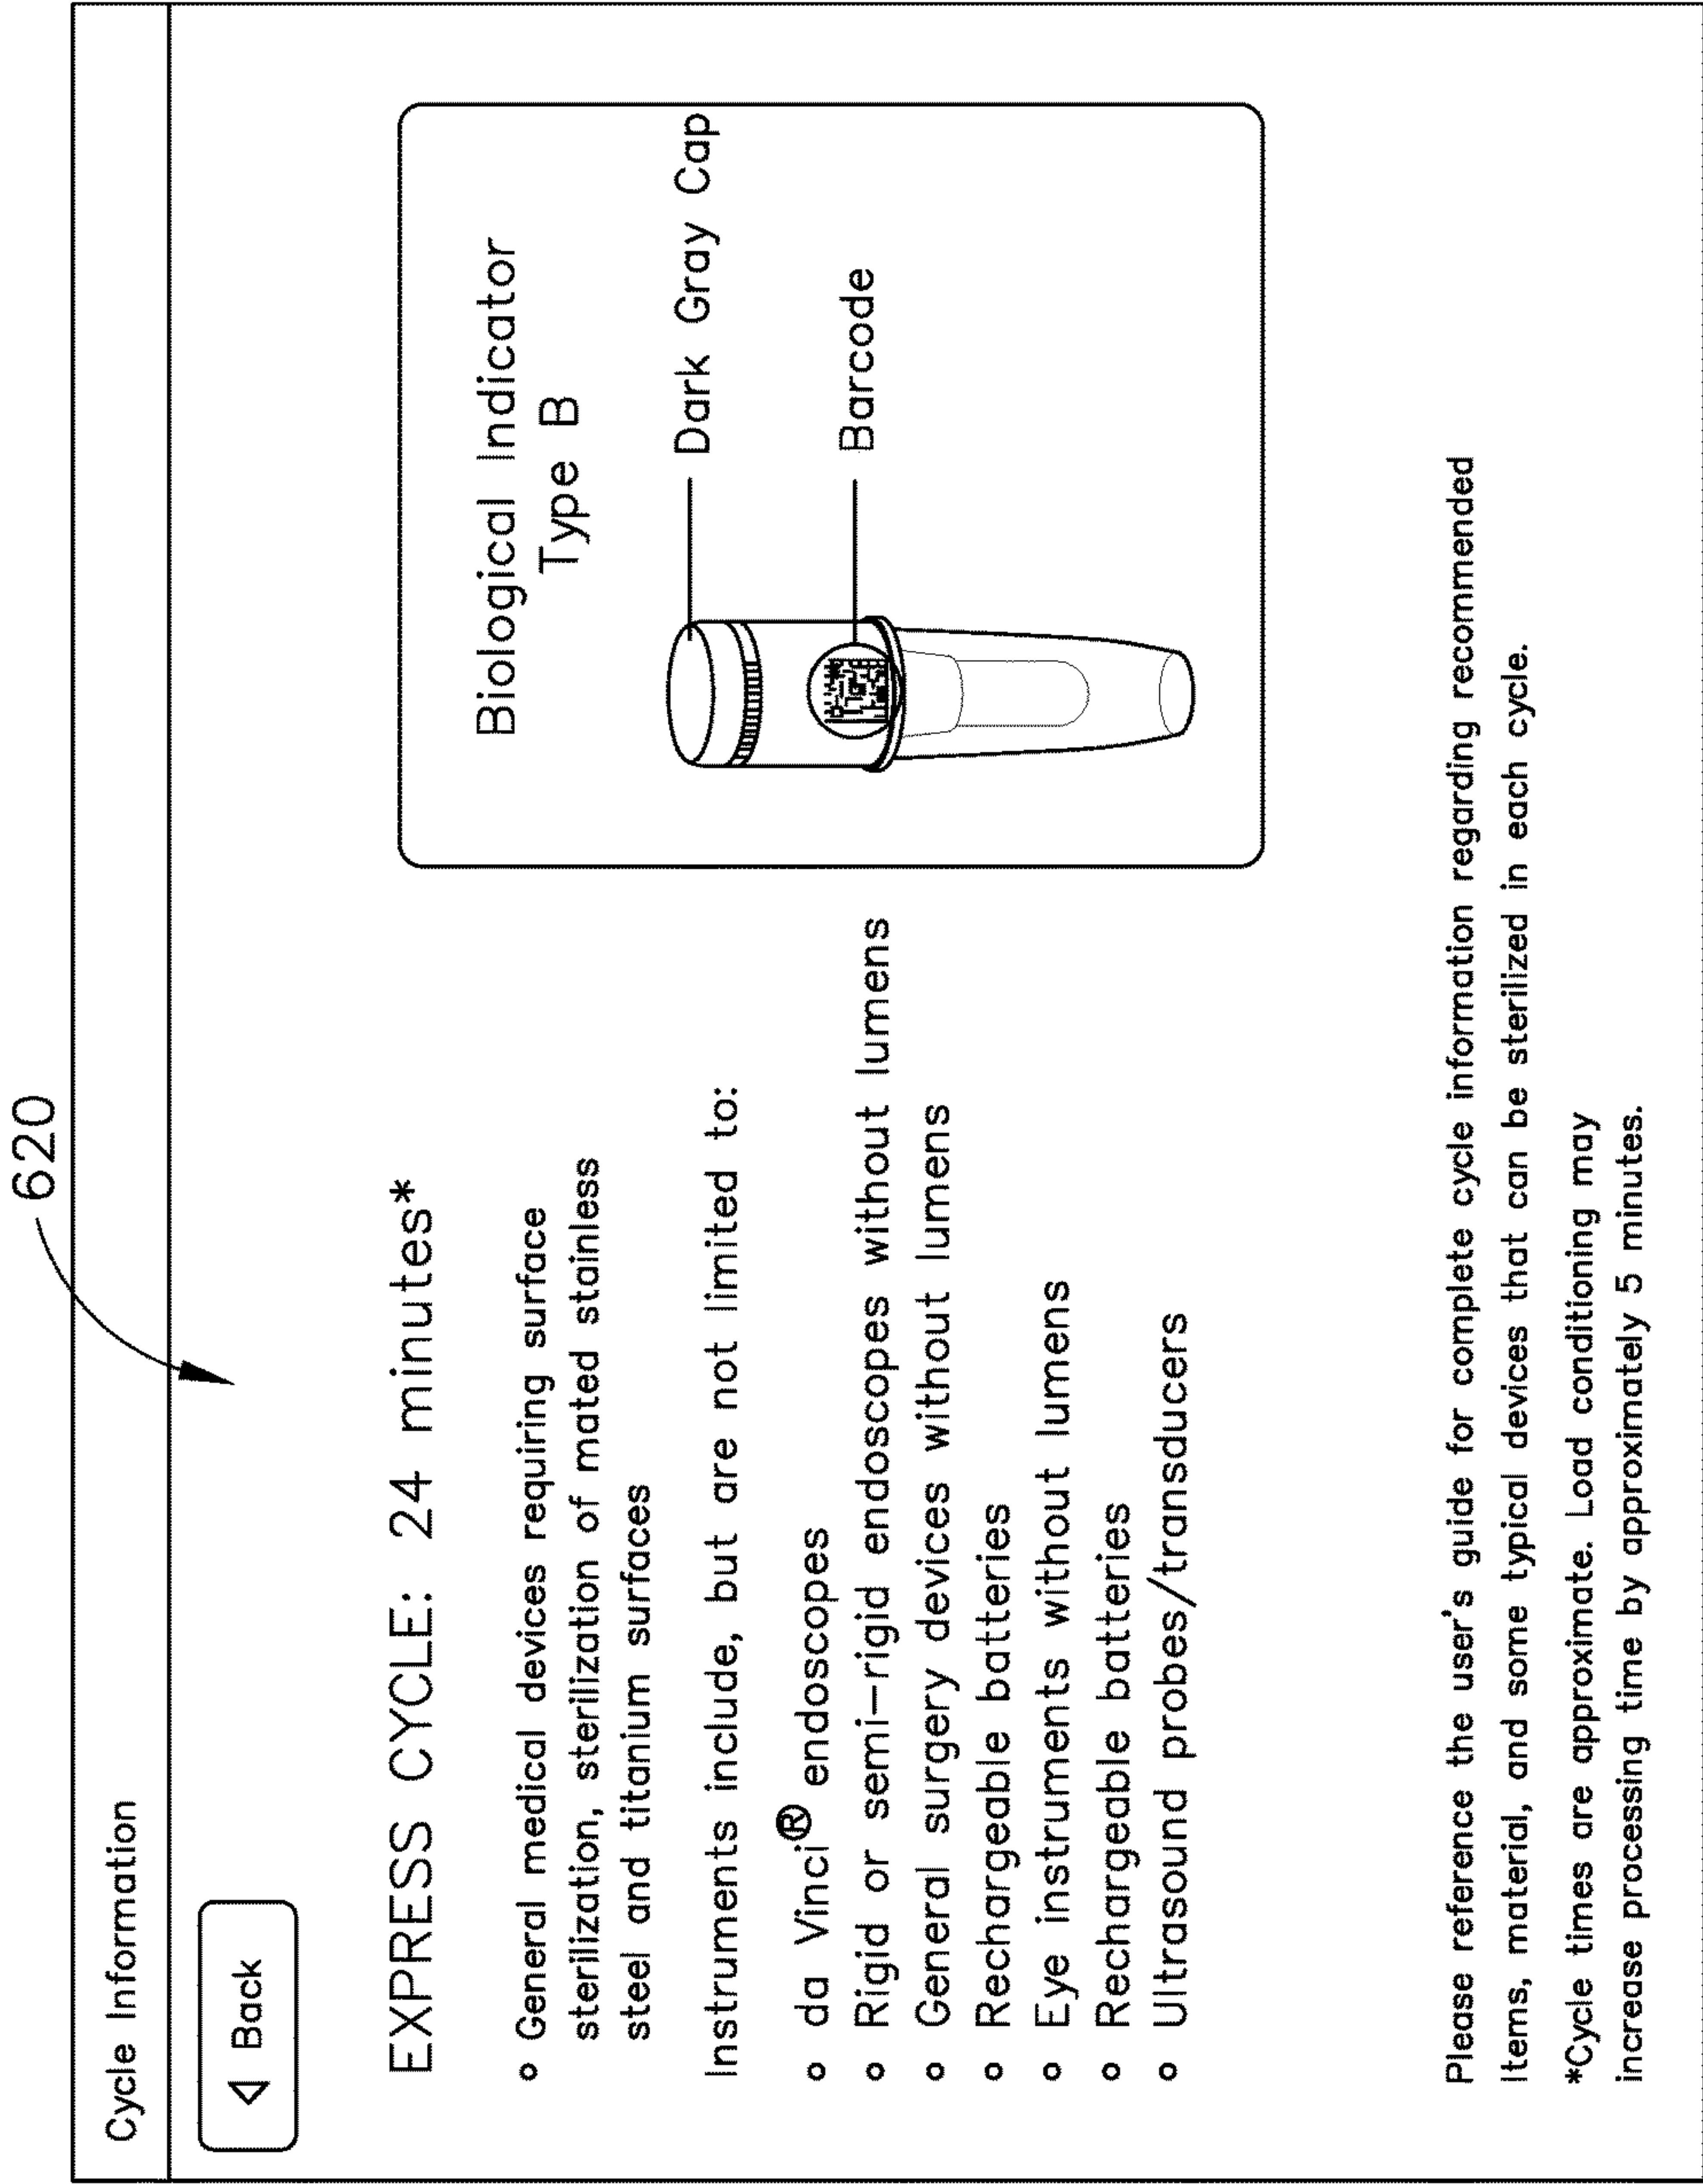 620
Cycle Information
◁ Back
EXPRESS CYCLE: 24 minutes*
o General medical devices requiring surface
sterilization, sterilization of mated stainless
steel and titanium surfaces
Instruments include, but are not limited to:
o da Vinci® endoscopes
o Rigid or semi-rigid endoscopes without lumens
o General surgery devices without lumens
o Rechargeable batteries
o Eye instruments without lumens
o Rechargeable batteries
o Ultrasound probes/transducers
Biological Indicator
Type B
Dark Gray Cap
Barcode
Please reference the user's guide for complete cycle information regarding recommended
Items, material, and some typical devices that can be sterilized in each cycle.
*Cycle times are approximate. Load conditioning may
increase processing time by approximately 5 minutes.